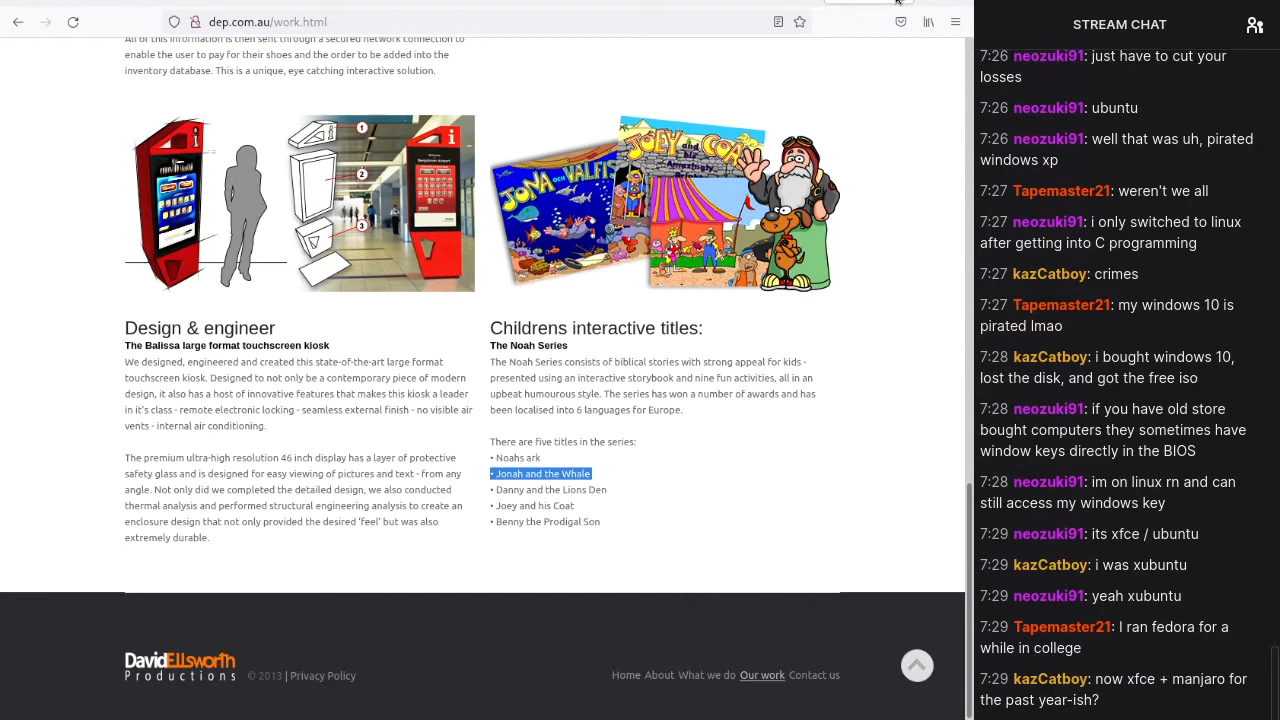 dep.com.au/work.html
All of this information is then sent through a secured network connection to
enable the user to pay for their shoes and the order to be added into the
inventory database. This is a unique, eye catching interactive solution.
1
2
3
JONA OCH VALFIS
JOEY and
his
Design & engineer
The Balissa large format touchscreen kiosk
We designed, engineered and created this state-of-the-art large format
touchscreen kiosk. Designed to not only be a contemporary piece of modern
design, it also has a host of innovative features that makes this kiosk a leader
in it's class - remote electronic locking - seamless external finish - no visible air
vents - internal air conditioning.
The premium ultra-high resolution 46 inch display has a layer of protective
safety glass and is designed for easy viewing of pictures and text - from any
angle. Not only did we completed the detailed design, we also conducted
thermal analysis and performed structural engineering analysis to create an
enclosure design that not only provided the desired 'feel' but was also
extremely durable.
Childrens interactive titles:
The Noah Series
The Noah Series consists of biblical stories with strong appeal for kids -
presented using an interactive storybook and nine fun activities, all in an
upbeat humourous style. The series has won a number of awards and has
been localised into 6 languages for Europe.
There are five titles in the series:
• Noahs ark
• Jonah and the Whale
• Danny and the Lions Den
• Joey and his Coat
• Benny the Prodigal Son
DavidEllsworth
Productions
© 2013 | Privacy Policy
Home About What we do Our work Contact us
STREAM CHAT
7:26 neozuki91: just have to cut your
losses
7:26 neozuki91: ubuntu
7:26 neozuki91: well that was uh, pirated
windows xp
7:27 Tapemaster21: weren't we all
7:27 neozuki91: i only switched to linux
after getting into C programming
7:27 kazCatboy: crimes
7:27 Tapemaster21: my windows 10 is
pirated lmao
7:28 kazCatboy: i bought windows 10,
lost the disk, and got the free iso
7:28 neozuki91: if you have old store
bought computers they sometimes have
window keys directly in the BIOS
7:28 neozuki91: im on linux rn and can
still access my windows key
7:29 neozuki91: its xfce / ubuntu
7:29 kazCatboy: i was xubuntu
7:29 neozuki91: yeah xubuntu
7:29 Tapemaster21: I ran fedora for a
while in college
7:29 kazCatboy: now xfce + manjaro for
the past year-ish?